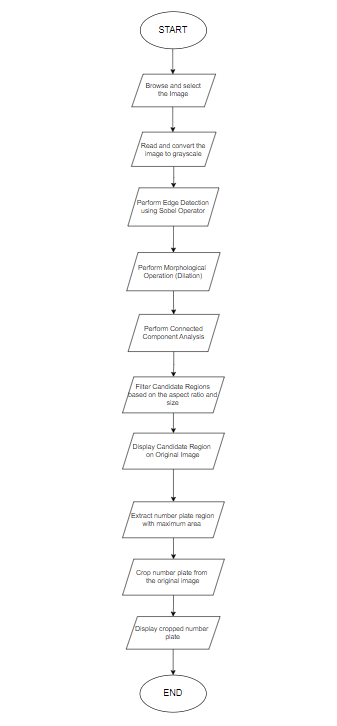 START
Browse and select
the Image
Read and convert the
image to grayscale
Perform Edge Detection
using Sobel Operator
Perform Morphological
Operation (Dilation)
Perform Connected
Component Analysis
Filter Candidate Regions
based on the aspect ratio and
size
Display Candidate Region
on Original Image
Extract number plate region
with maximum area
Crop number plate from
the original image
Display cropped number
plate
END